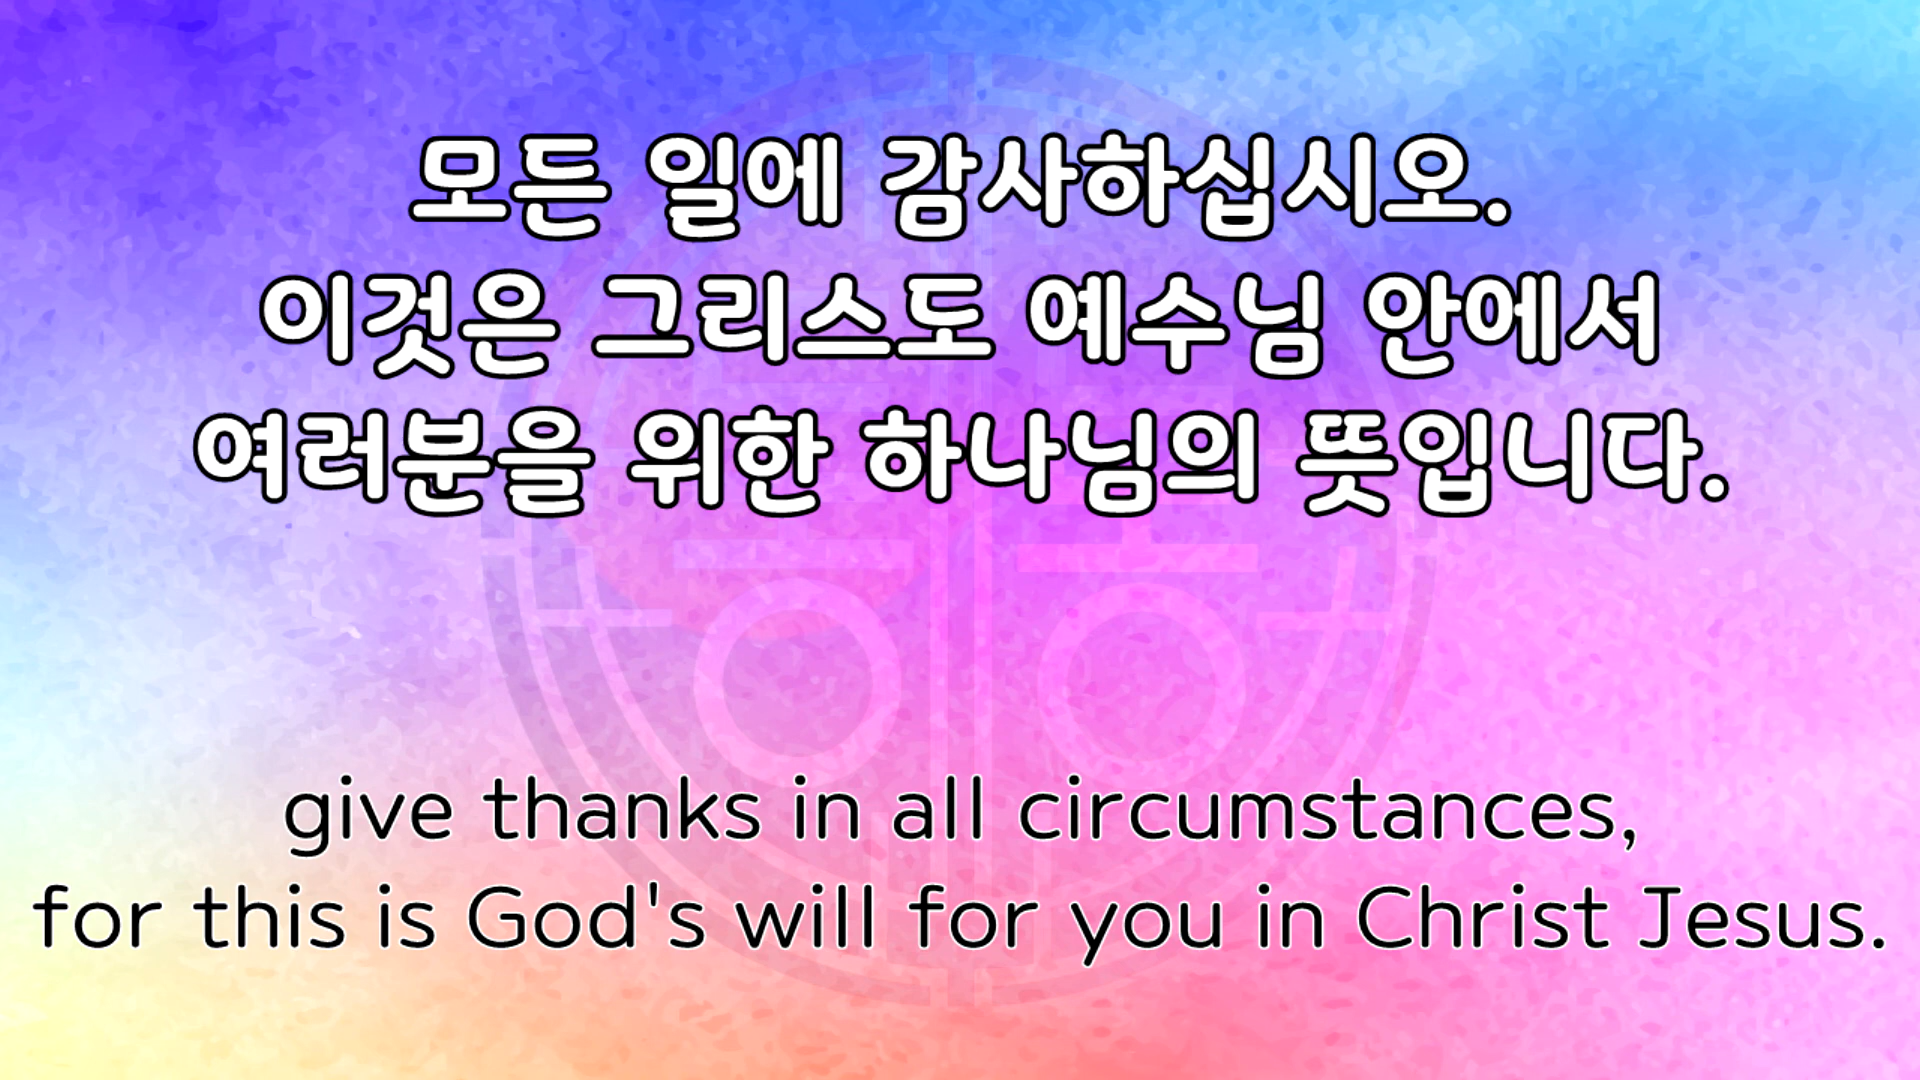 모든 일에 감사하십시오.
이것은 그리스도 예수님 안에서
여러분을 위한 하나님의 뜻입니다.
give thanks in all circumstances,
for this is God's will for you in Christ Jesus.